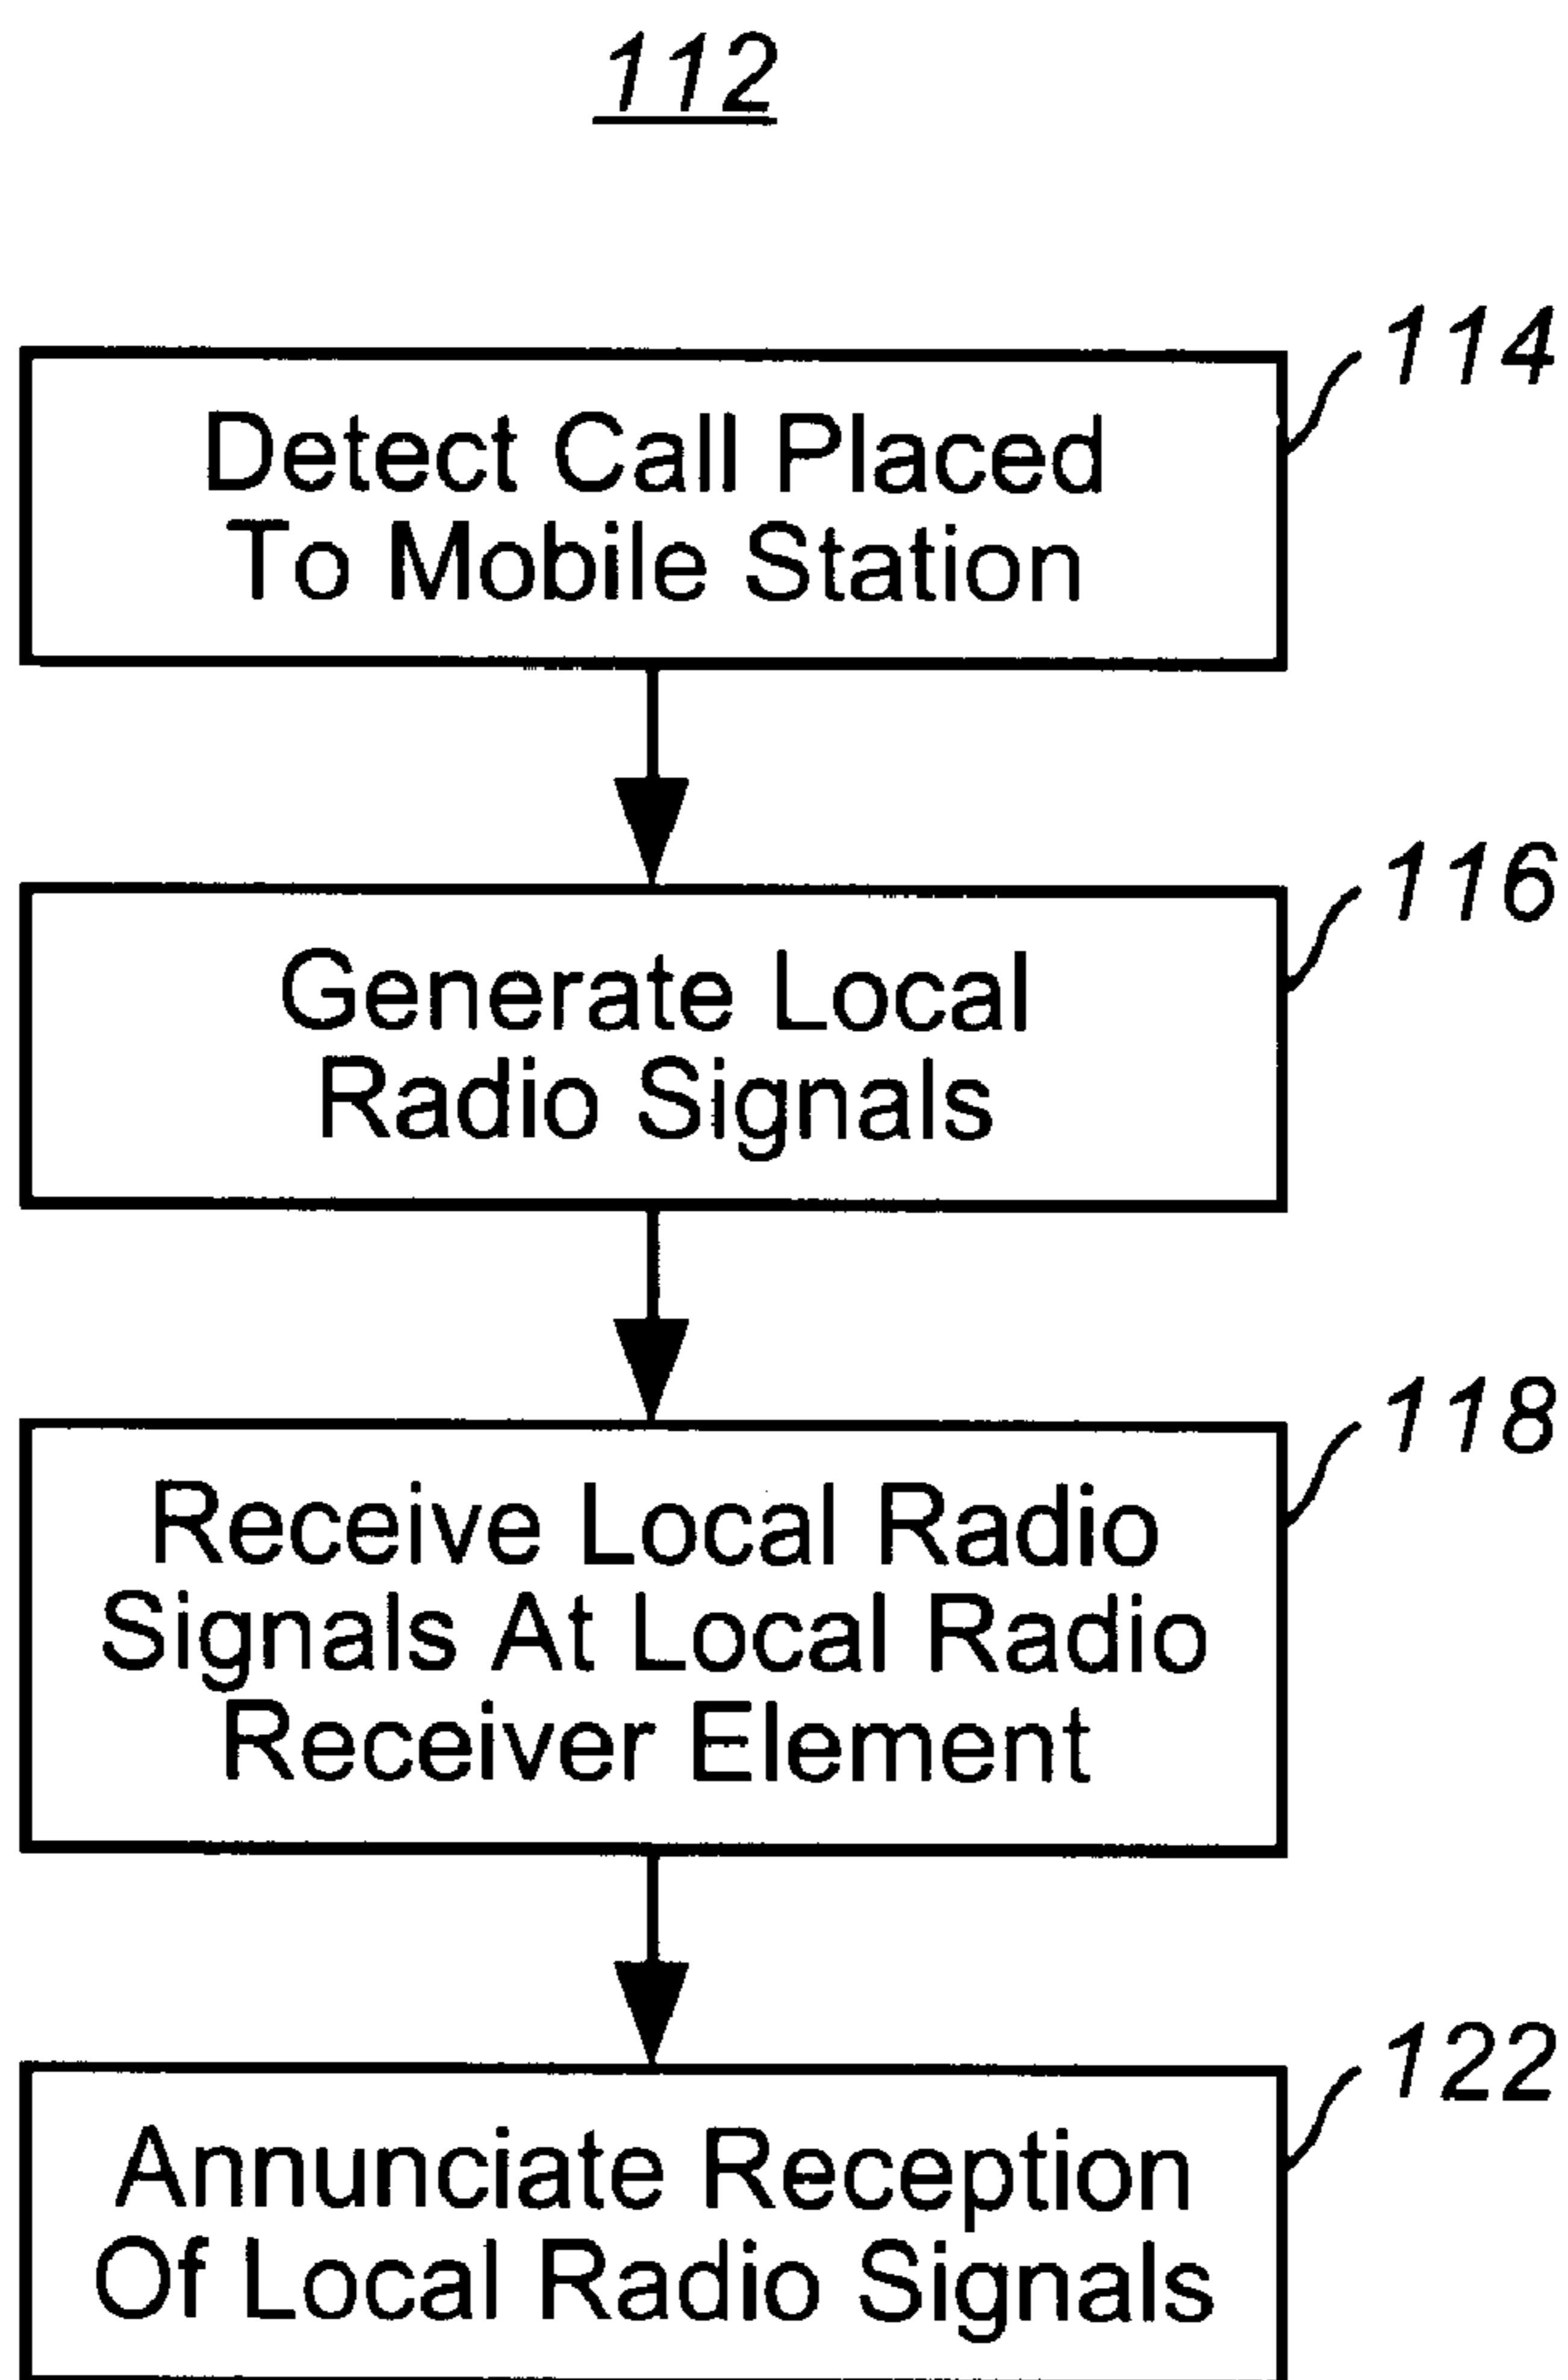 112
114
Detect Call Placed
To Mobile Station
116
Generate Local
Radio Signals
118
Receive Local Radio
Signals At Local Radio
Receiver Element
122
Annunciate Reception
Of Local Radio Signals